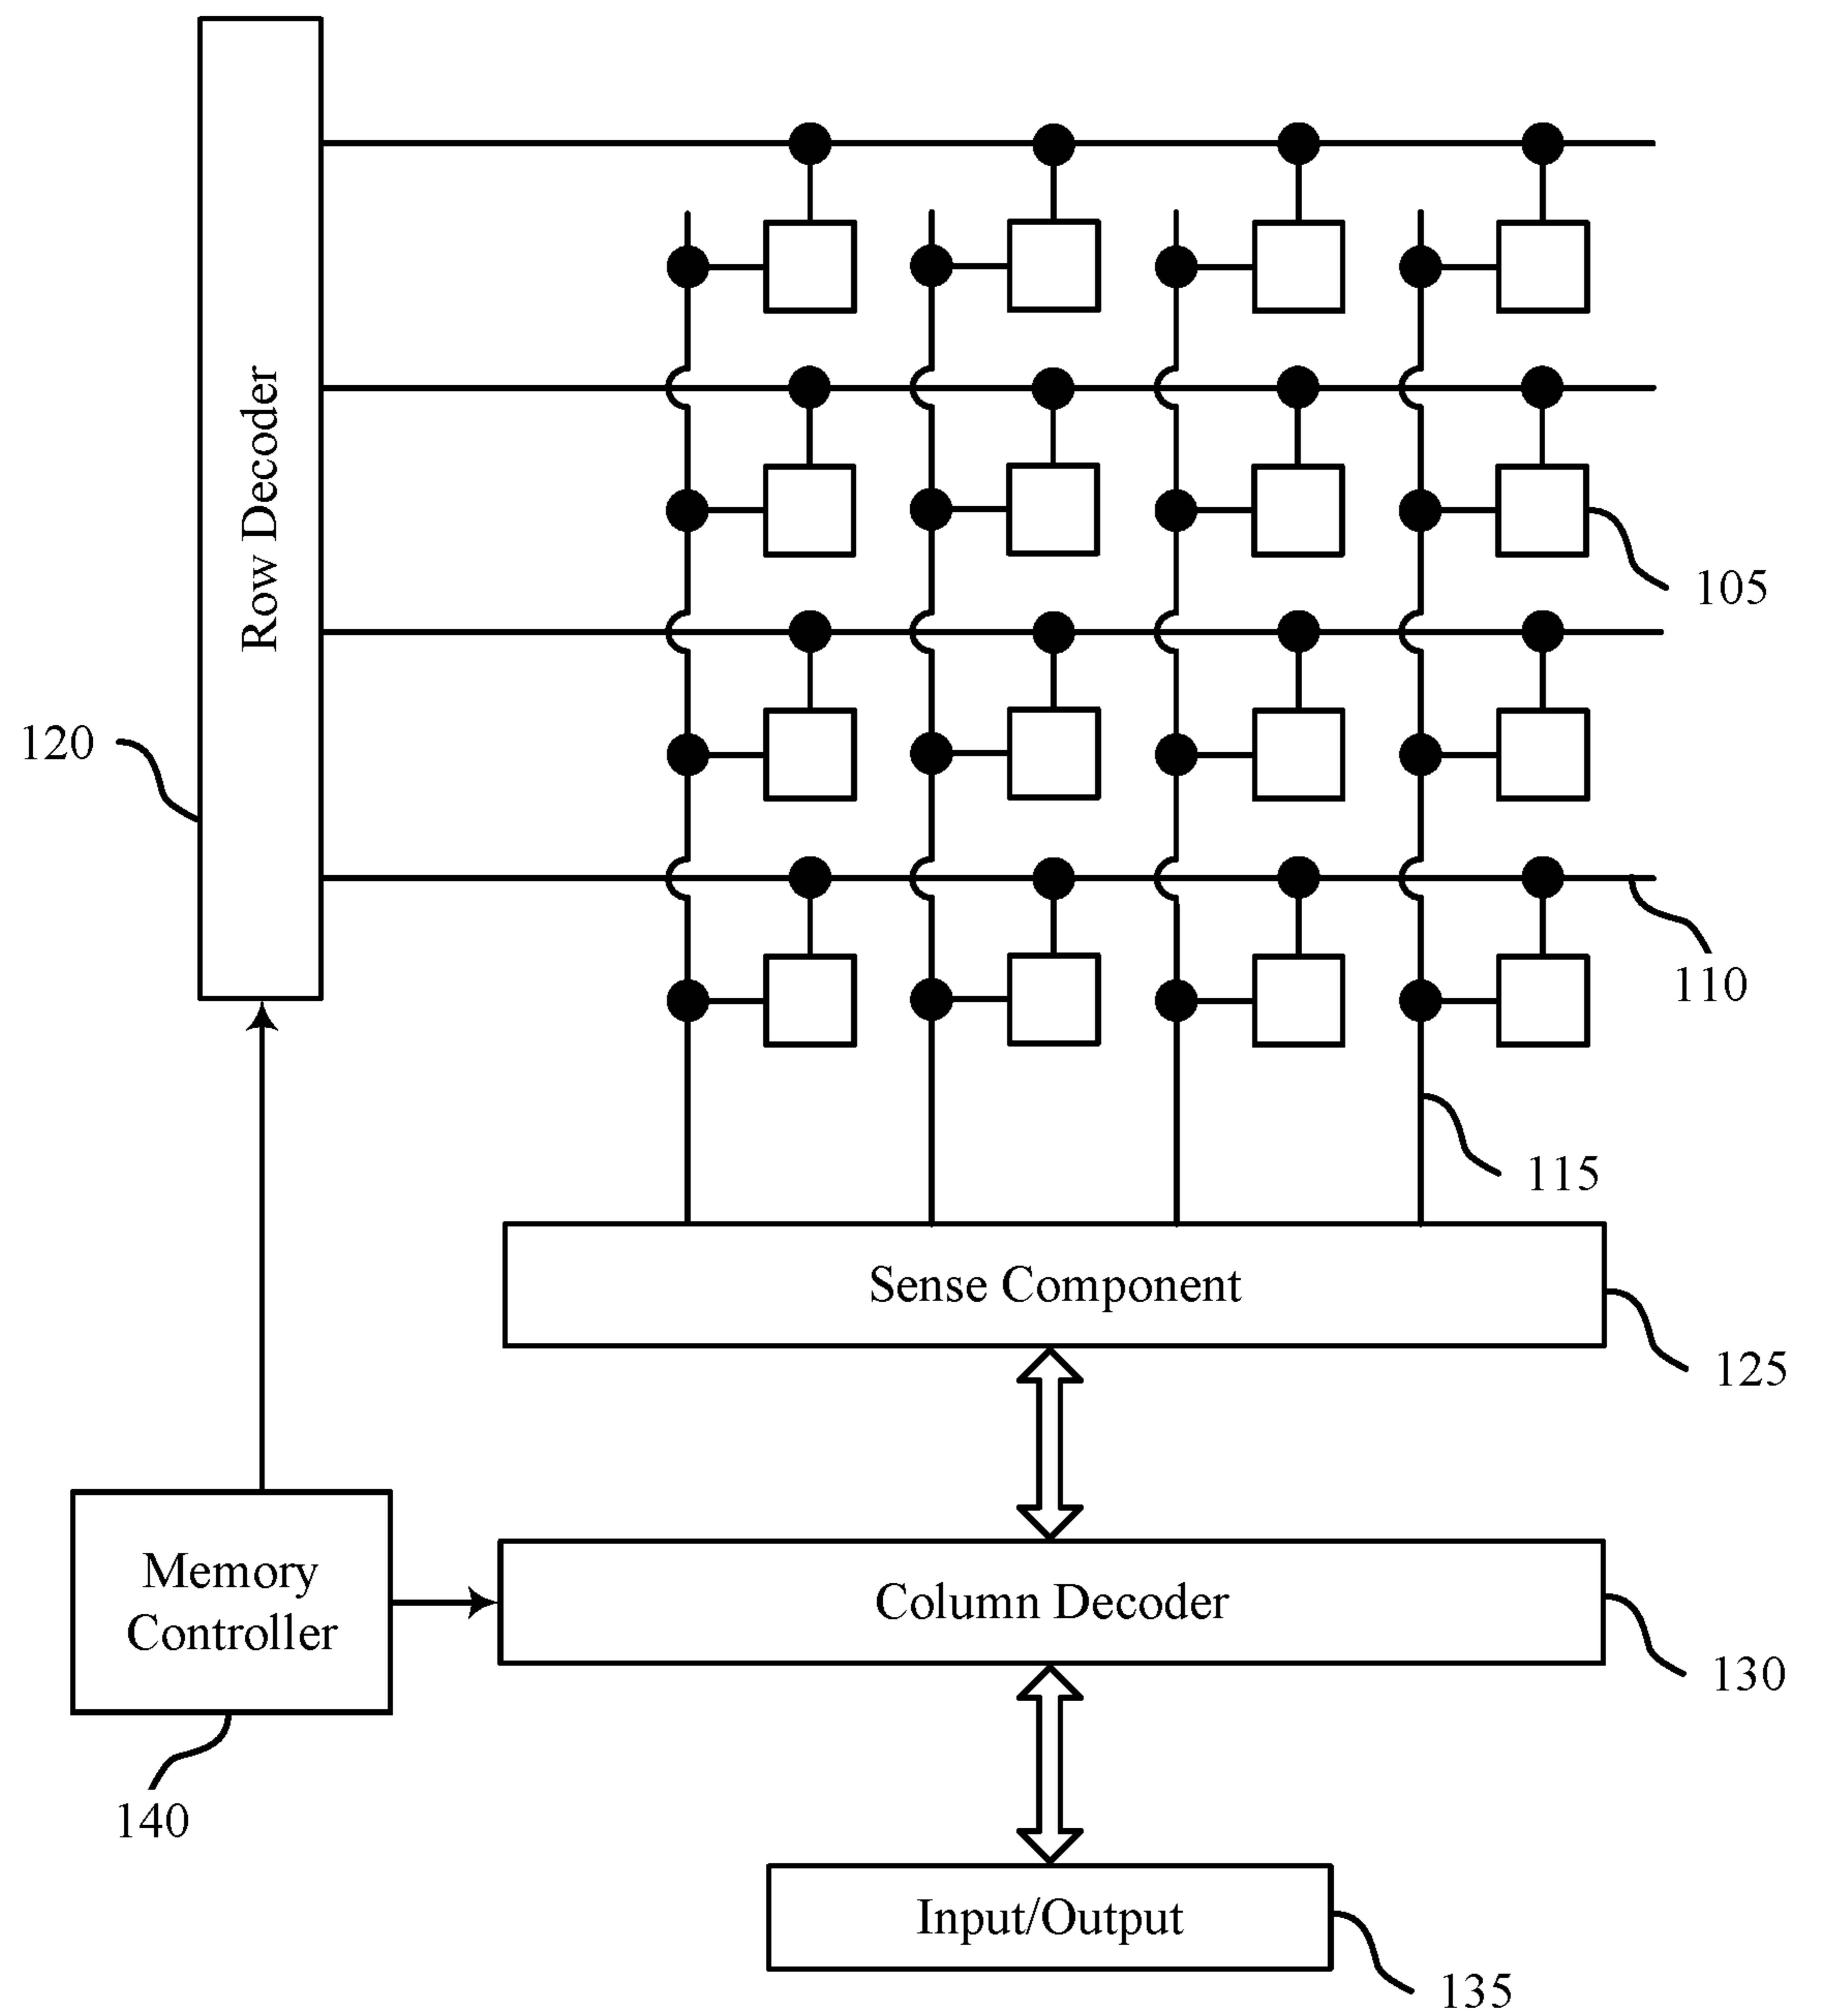 Row Decoder
105
120
110
115
Sense Component
125
Memory
Controller
Column Decoder
130
140
Input/Output
135